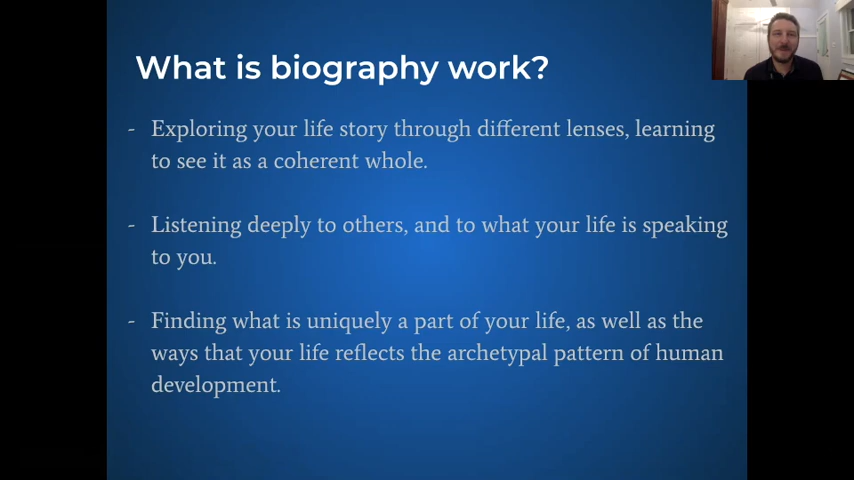 What is biography work?
- Exploring your life story through different lenses, learning
to see it as a coherent whole.
- Listening deeply to others, and to what your life is speaking
to you.
- Finding what is uniquely a part of your life, as well as the
ways that your life reflects the archetypal pattern of human
development.